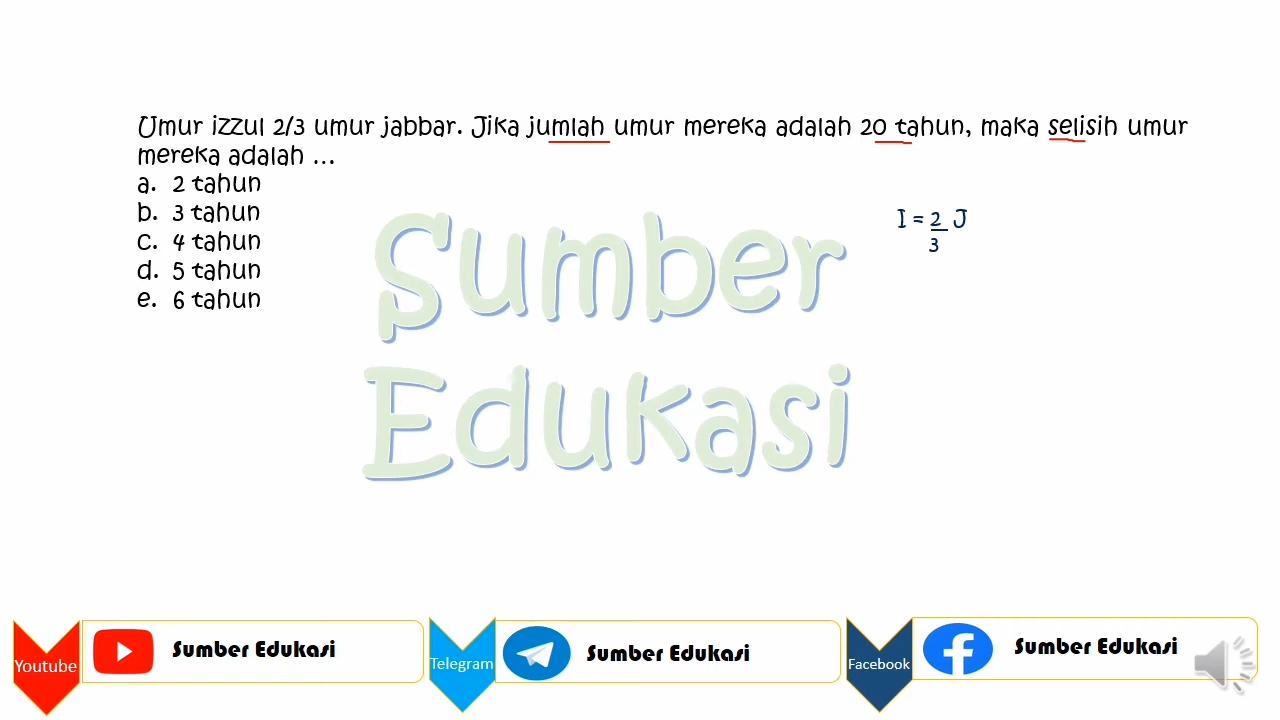 Umur izzul 2/3 umur jabbar. Jika jumlah umur mereka adalah 20 tahun, maka selisih umur
mereka adalah ...
a. 2 tahun
b. 3 tahun
c. 4 tahun
d. 5 tahun
e. 6 tahun
I = 2 J
3
Sumber
Edukasi
Youtube
Sumber Edukasi
Telegram
Sumber Edukasi
Facebook
Sumber Edukasi